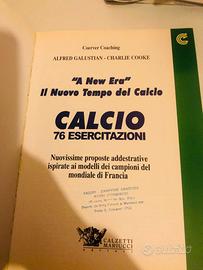 Coerver Coaching
ALFRED GALUSTIAN - CHARLIE COOKE
"A New Era"
Il Nuovo Tempo del Calcio
CALCIO
76 ESERCITAZIONI
Nuovissime proposte addestrative
ispirate ai modelli dei campioni del
mondiale di Francia
CALZETTI
MARIUCCI
EDITORI